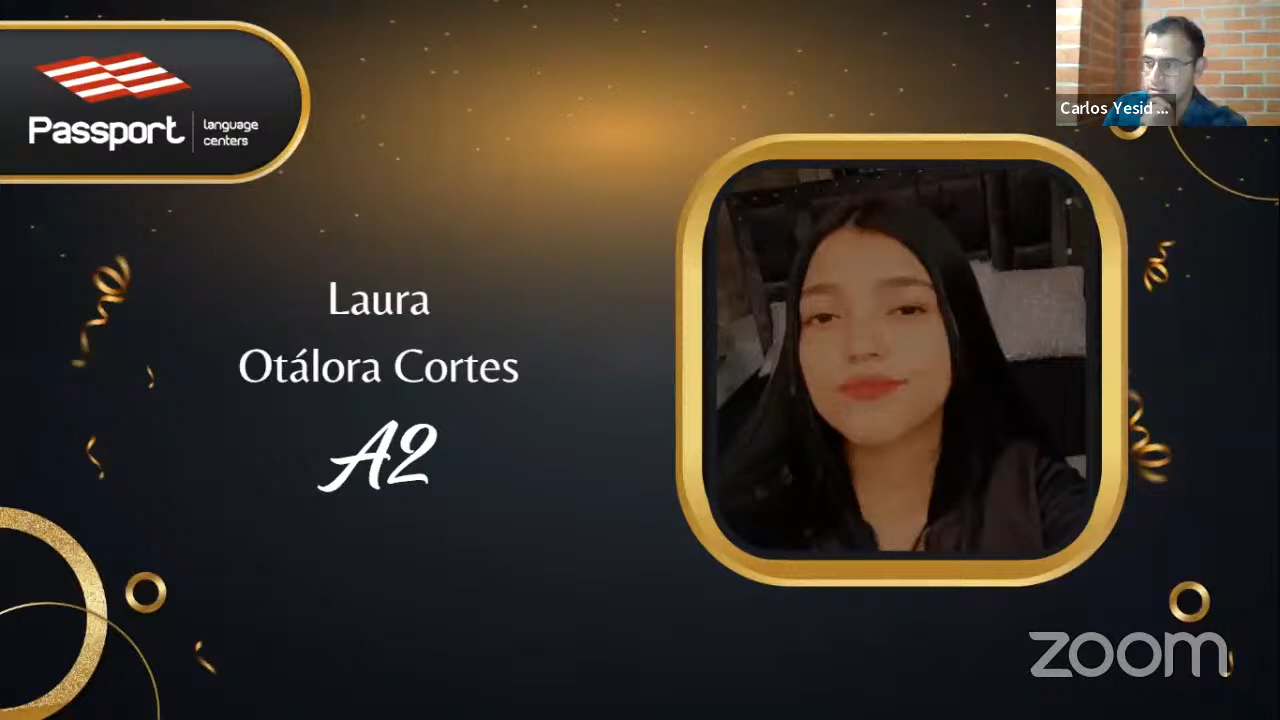 Passport
language
centers
Carlos Yesid ...
Laura
Otálora Cortes
A2
zoom